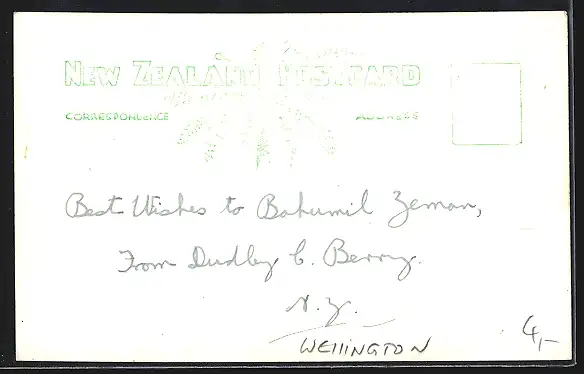 NEW ZEALAND POSTCARD
CORRESPONDENCE ADDRESS
Best Wishes to Bohumil Zeman,
From Dudley C. Berry.
N.Z.
WEllINGTON
4,-